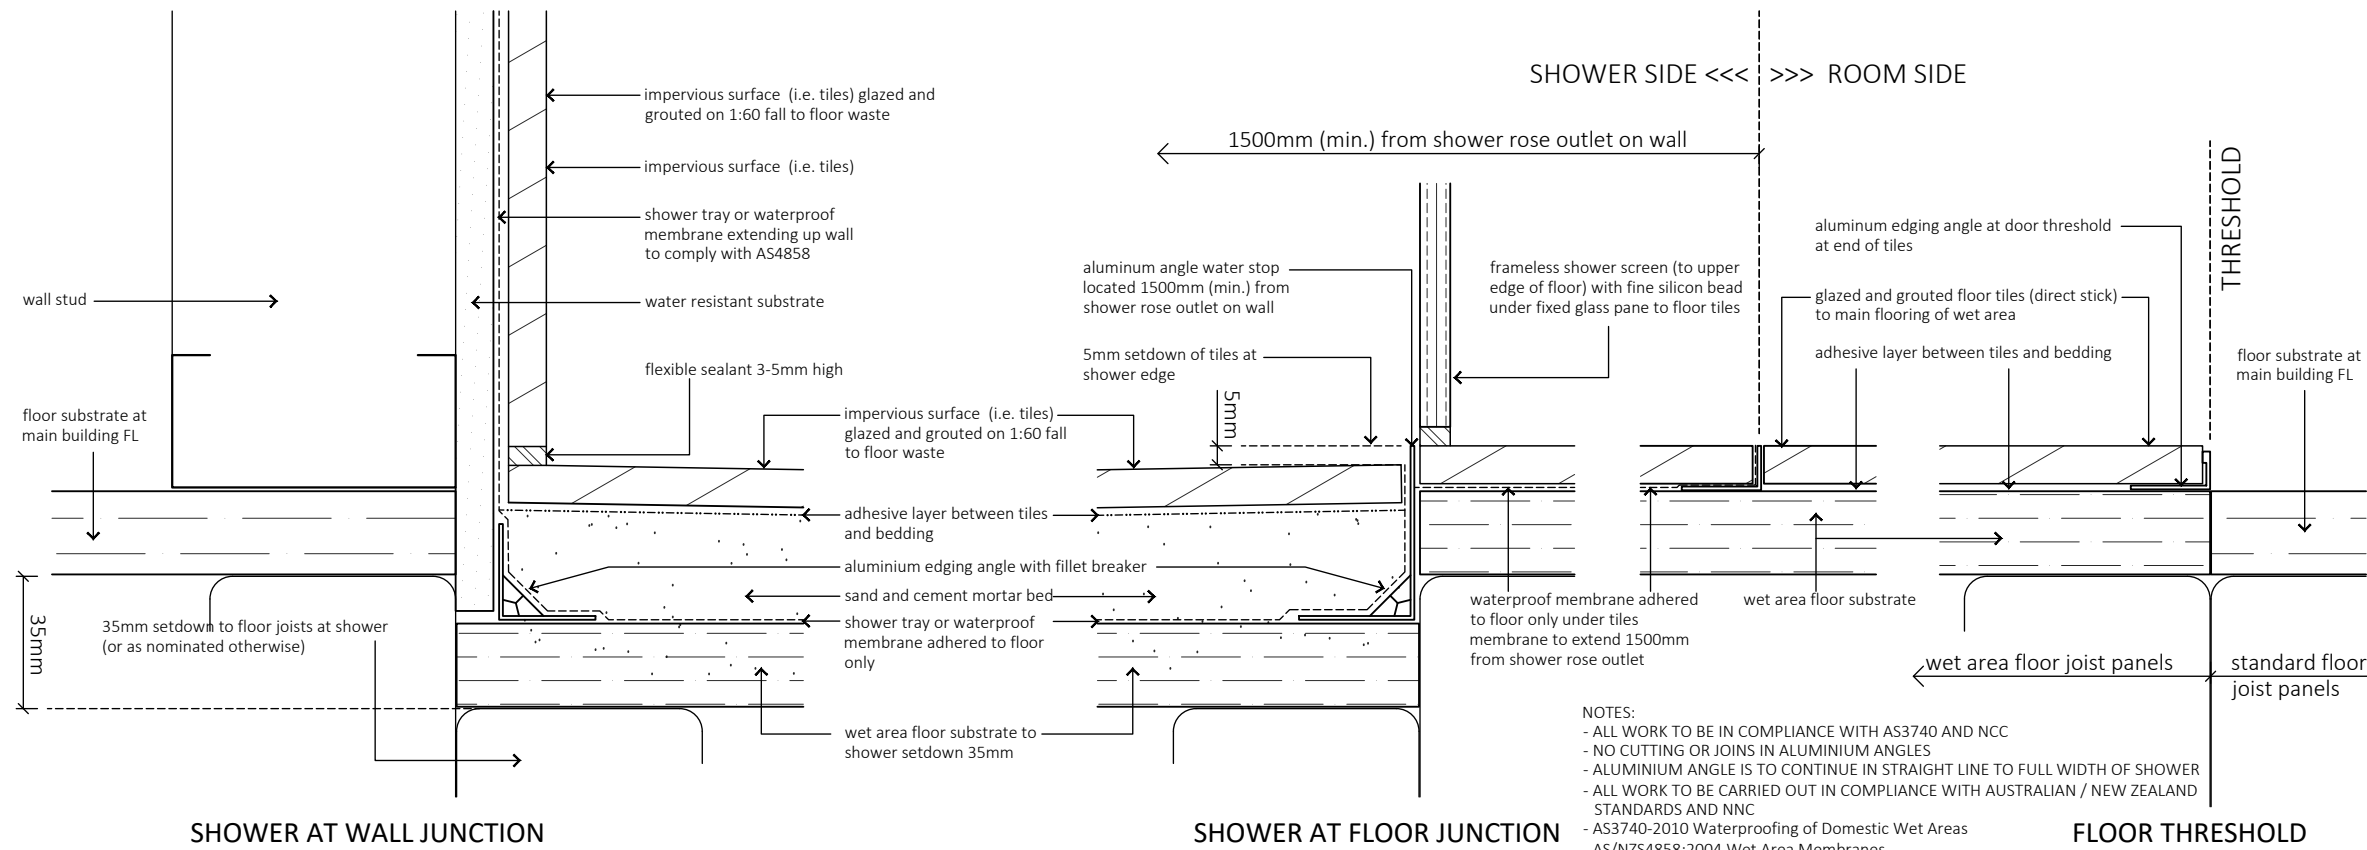 SHOWER SIDE <<< >>> ROOM SIDE
1500mm (min.) from shower rose outlet on wall
THRESHOLD
impervious surface (i.e. tiles) glazed and
grouted on 1:60 fall to floor waste
impervious surface (i.e. tiles)
shower tray or waterproof
membrane extending up wall
to comply with AS4858
wall stud
water resistant substrate
flexible sealant 3-5mm high
floor substrate at
main building FL
35mm
35mm setdown to floor joists at shower
(or as nominated otherwise)
impervious surface (i.e. tiles)
glazed and grouted on 1:60 fall
to floor waste
adhesive layer between tiles
and bedding
aluminium edging angle with fillet breaker
sand and cement mortar bed
shower tray or waterproof
membrane adhered to floor
only
wet area floor substrate to
shower setdown 35mm
aluminum angle water stop
located 1500mm (min.) from
shower rose outlet on wall
5mm setdown of tiles at
shower edge
5mm
frameless shower screen (to upper
edge of floor) with fine silicon bead
under fixed glass pane to floor tiles
aluminum edging angle at door threshold
at end of tiles
glazed and grouted floor tiles (direct stick)
to main flooring of wet area
adhesive layer between tiles and bedding
floor substrate at
main building FL
waterproof membrane adhered
to floor only under tiles
membrane to extend 1500mm
from shower rose outlet
wet area floor substrate
wet area floor joist panels
standard floor
joist panels
NOTES:
- ALL WORK TO BE IN COMPLIANCE WITH AS3740 AND NCC
- NO CUTTING OR JOINS IN ALUMINIUM ANGLES
- ALUMINIUM ANGLE IS TO CONTINUE IN STRAIGHT LINE TO FULL WIDTH OF SHOWER
- ALL WORK TO BE CARRIED OUT IN COMPLIANCE WITH AUSTRALIAN / NEW ZEALAND
STANDARDS AND NNC
- AS3740-2010 Waterproofing of Domestic Wet Areas
- AS/NZS4858:2004 Wet Area Membranes
SHOWER AT WALL JUNCTION
SHOWER AT FLOOR JUNCTION
FLOOR THRESHOLD